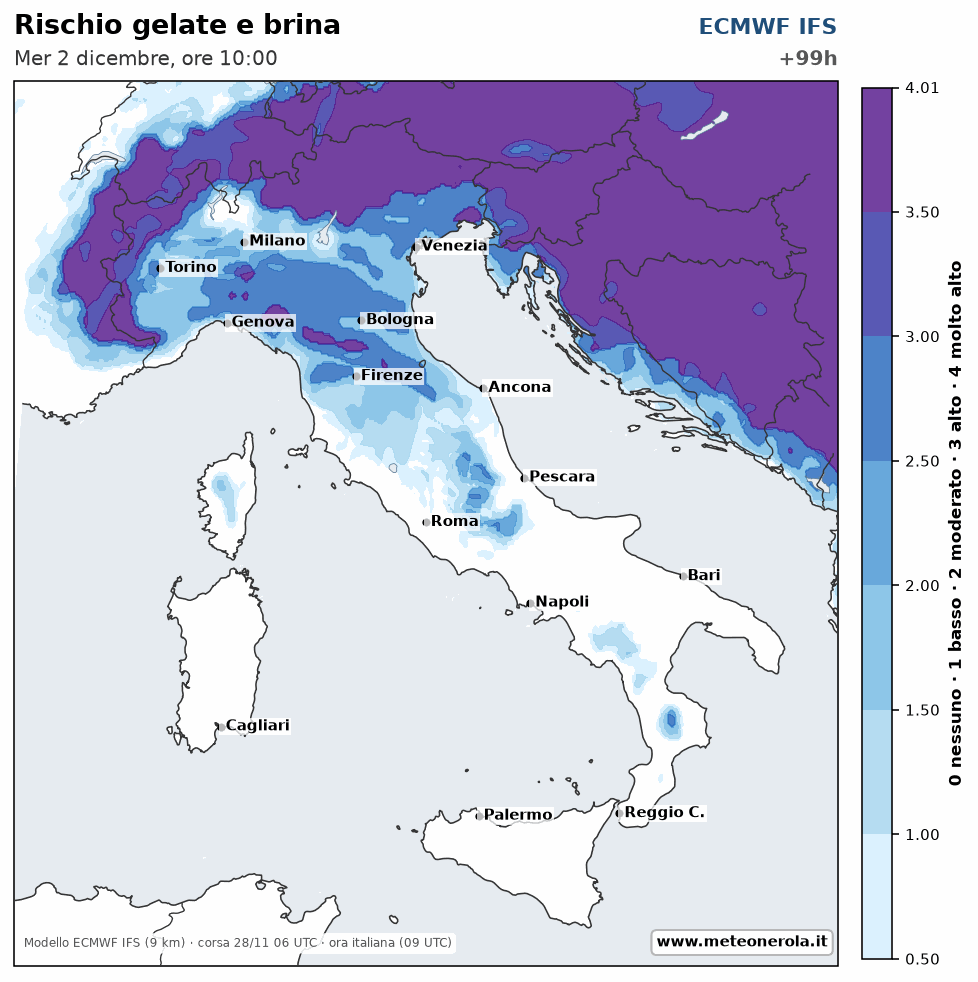 Rischio gelate e brina
ECMWF IFS
Mer 2 dicembre, ore 10:00
+99h
4.01
3.50
3.00
2.50
2.00
1.50
1.00
0.50
0 nessuno · 1 basso · 2 moderato · 3 alto · 4 molto alto
Milano
Venezia
Torino
Genova
Bologna
Firenze
Ancona
Pescara
Roma
Bari
Napoli
Cagliari
Palermo
Reggio C.
Modello ECMWF IFS (9 km) · corsa 28/11 06 UTC · ora italiana (09 UTC)
www.meteonerola.it